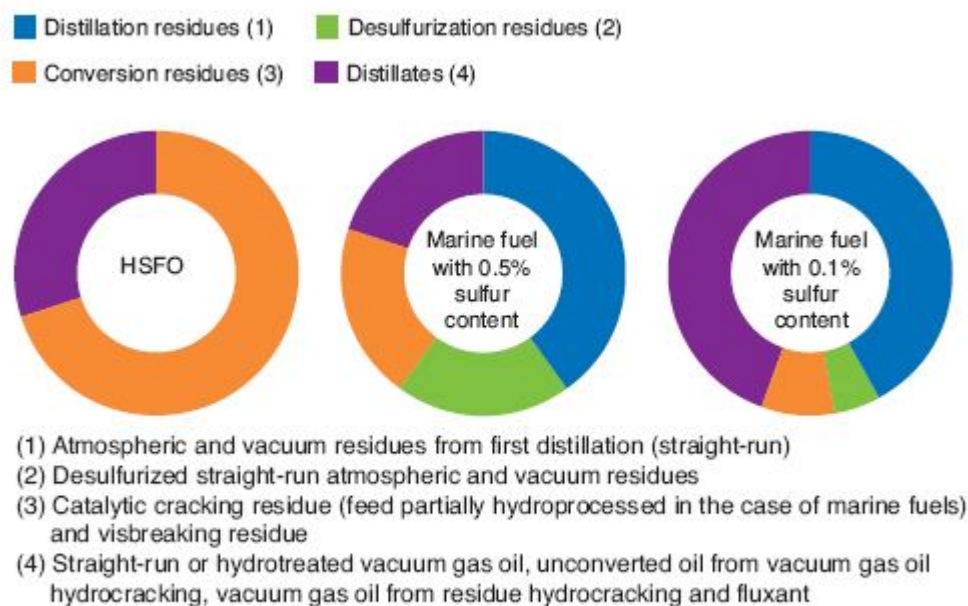 Distillation residues (1) Desulfurization residues (2)
Conversion residues (3) Distillates (4)
HSFO
Marine fuel
with 0.5%
sulfur
content
Marine fuel
with 0.1%
sulfur
content
(1) Atmospheric and vacuum residues from first distillation (straight-run)
(2) Desulfurized straight-run atmospheric and vacuum residues
(3) Catalytic cracking residue (feed partially hydroprocessed in the case of marine fuels)
and visbreaking residue
(4) Straight-run or hydrotreated vacuum gas oil, unconverted oil from vacuum gas oil
hydrocracking, vacuum gas oil from residue hydrocracking and fluxant